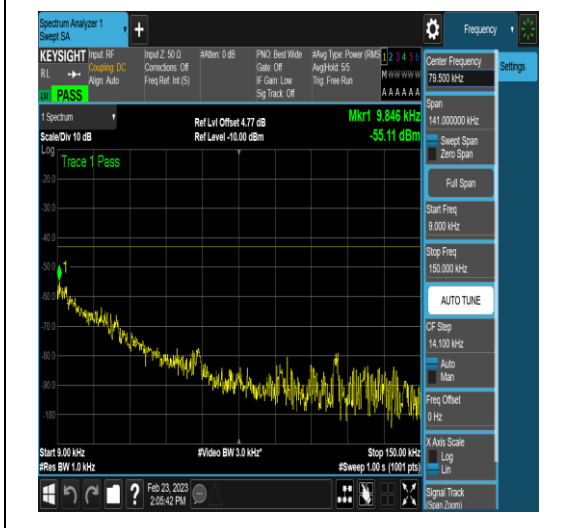 Spectrum Analyzer 1
Swept SA
+
Frequency
KEYSIGHT
RL
PASS
Input: RF
Coupling: DC
Align: Auto
Input Z: 50 Ω
Corrections: Off
Freq Ref: Int (S)
#Atten: 0 dB
PNO: Best Wide
Gate: Off
IF Gain: Low
Sig Track: Off
#Avg Type: Power (RMS
Avg|Hold: 5/5
Trig: Free Run
1 2 3 4 5 6
M W W W W W
A A A A A A
1 Spectrum
Scale/Div 10 dB
Ref Lvl Offset 4.77 dB
Ref Level -10.00 dBm
Mkr1 9.846 kHz
-55.11 dBm
Log
Trace 1 Pass
1
-20.0
-30.0
-40.0
-50.0
-60.0
-70.0
-80.0
-90.0
-100
Start 9.00 kHz
#Res BW 1.0 kHz
#Video BW 3.0 kHz*
Stop 150.00 kHz
#Sweep 1.00 s (1001 pts)
?
Feb 23, 2023
2:05:42 PM
Center Frequency
79.500 kHz
Span
141.000000 kHz
Swept Span
Zero Span
Full Span
Start Freq
9.000 kHz
Stop Freq
150.000 kHz
AUTO TUNE
CF Step
14.100 kHz
Auto
Man
Freq Offset
0 Hz
X Axis Scale
Log
Lin
Signal Track
(Span Zoom)
Settings